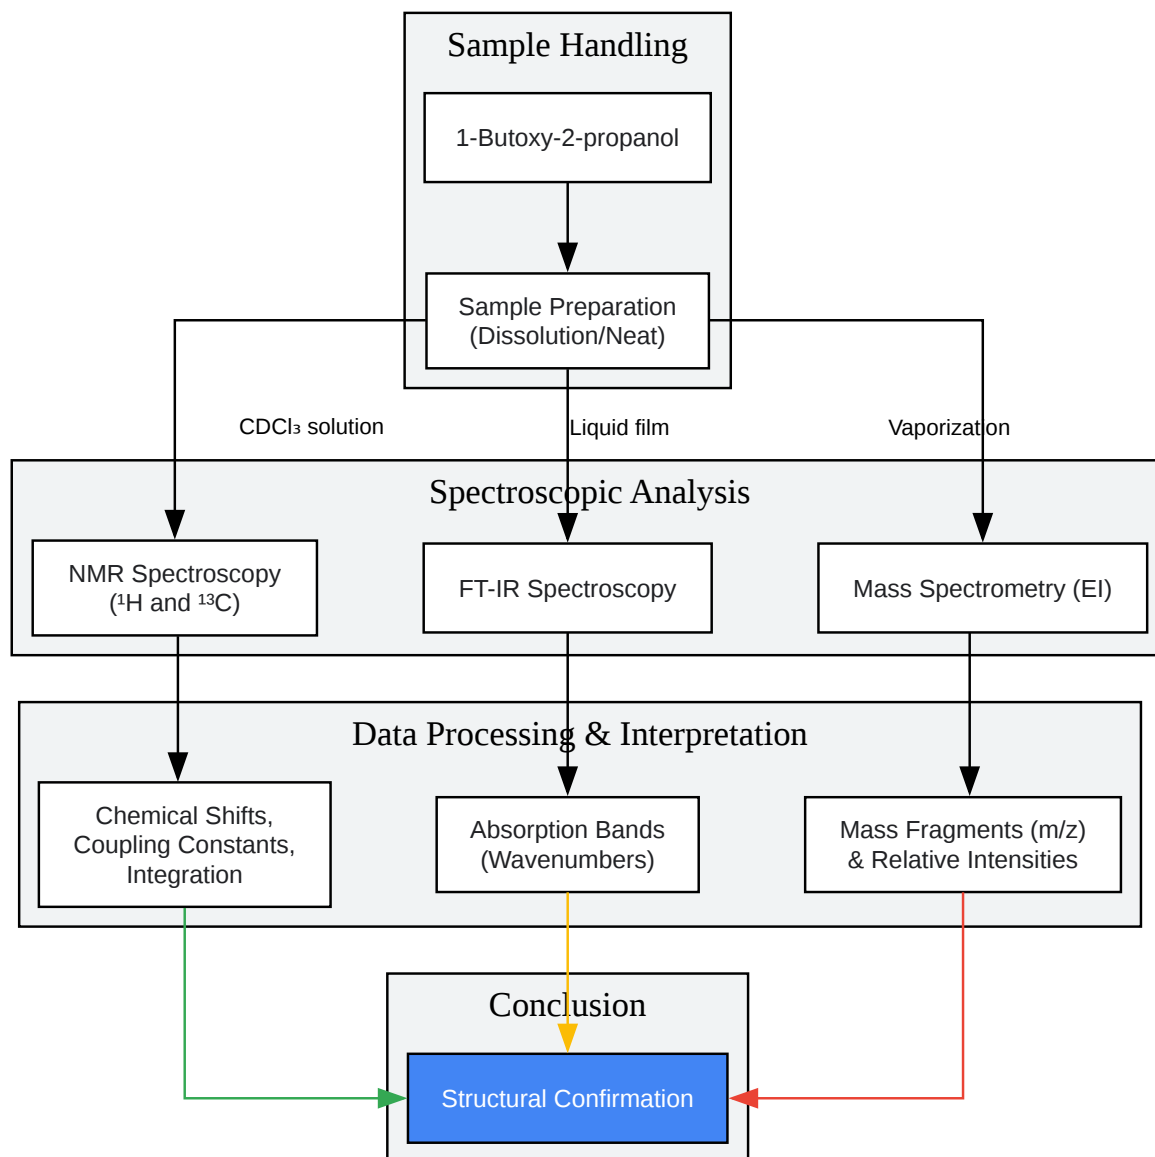 Sample Handling
1-Butoxy-2-propanol
Sample Preparation
(Dissolution/Neat)
CDCl₃ solution
Liquid film
Vaporization
Spectroscopic Analysis
NMR Spectroscopy
(¹H and ¹³C)
FT-IR Spectroscopy
Mass Spectrometry (EI)
Data Processing & Interpretation
Chemical Shifts,
Coupling Constants,
Integration
Absorption Bands
(Wavenumbers)
Mass Fragments (m/z)
& Relative Intensities
Conclusion
Structural Confirmation